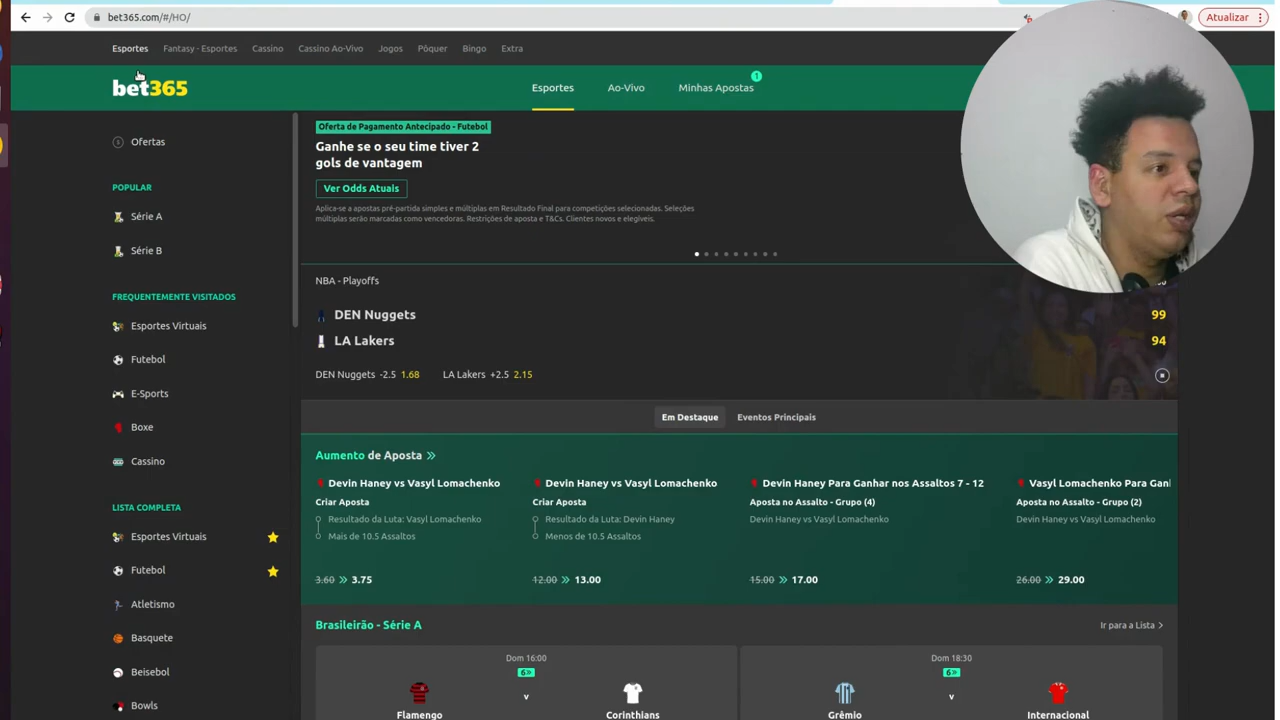 bet365.com/#/HO/
Atualizar
Esportes Fantasy - Esportes Cassino Cassino Ao-Vivo Jogos Pôquer Bingo Extra
bet365
Esportes Ao-Vivo Minhas Apostas 1
Ofertas
POPULAR
Série A
Série B
FREQUENTEMENTE VISITADOS
Esportes Virtuais
Futebol
E-Sports
Boxe
Cassino
LISTA COMPLETA
Esportes Virtuais
Futebol
Atletismo
Basquete
Beisebol
Bowls
Oferta de Pagamento Antecipado - Futebol
Ganhe se o seu time tiver 2
gols de vantagem
Ver Odds Atuais
Aplica-se a apostas pré-partida simples e múltiplas em Resultado Final para competições selecionadas. Seleções
múltiplas serão marcadas como vencedoras. Restrições de aposta e T&Cs. Clientes novos e elegíveis.
NBA - Playoffs
DEN Nuggets 99
LA Lakers 94
DEN Nuggets -2.5 1.68 LA Lakers +2.5 2.15
Em Destaque Eventos Principais
Aumento de Aposta
Devin Haney vs Vasyl Lomachenko
Criar Aposta
Resultado da Luta: Vasyl Lomachenko
Mais de 10.5 Assaltos
3.60 3.75
Devin Haney vs Vasyl Lomachenko
Criar Aposta
Resultado da Luta: Devin Haney
Menos de 10.5 Assaltos
12.00 13.00
Devin Haney Para Ganhar nos Assaltos 7 - 12
Aposta no Assalto - Grupo (4)
Devin Haney vs Vasyl Lomachenko
15.00 17.00
Vasyl Lomachenko Para Gan
Aposta no Assalto - Grupo (2)
Devin Haney vs Vasyl Lomachenko
26.00 29.00
Brasileirão - Série A Ir para a Lista
Dom 16:00
6
v
Flamengo Corinthians
Dom 18:30
6
v
Grêmio Internacional